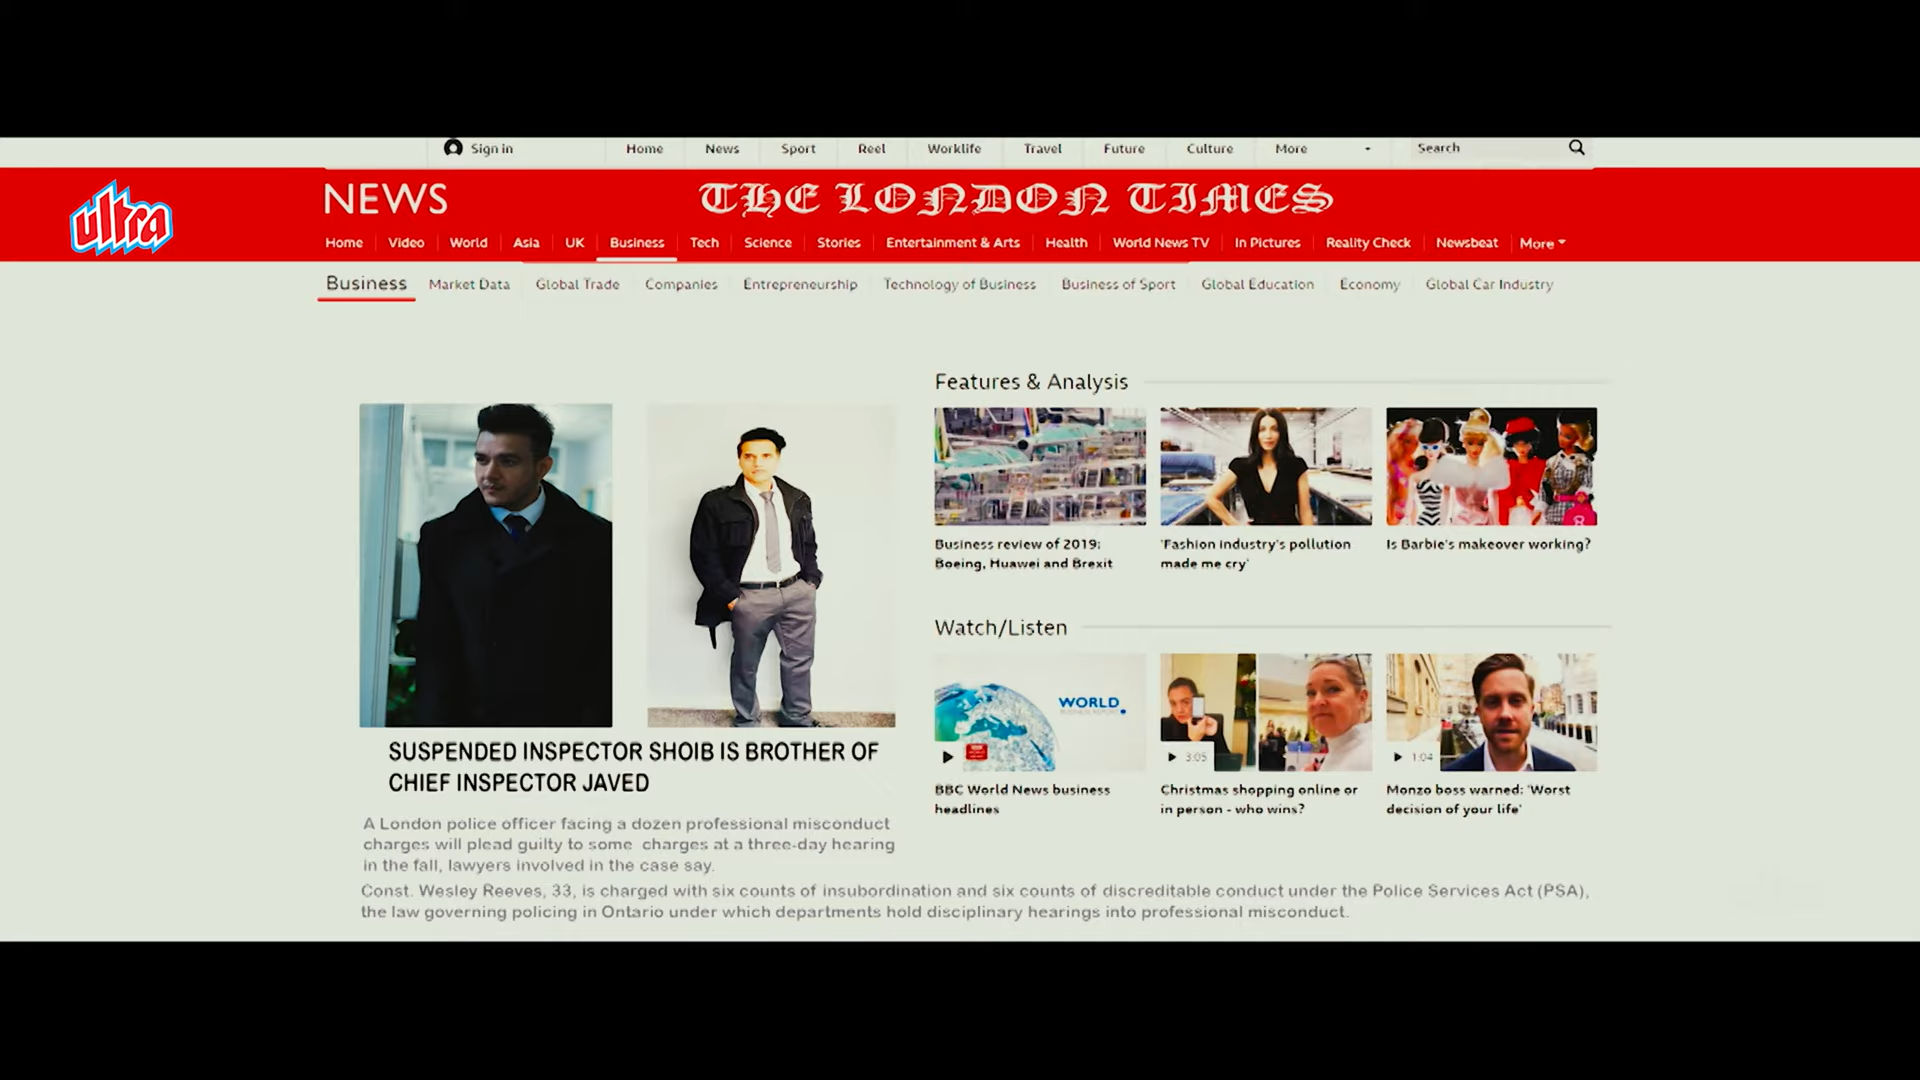 Sign in Home News Sport Reel Worklife Travel Future Culture More Search
ultra
NEWS THE LONDON TIMES
Home Video World Asia UK Business Tech Science Stories Entertainment & Arts Health World News TV In Pictures Reality Check Newsbeat More
Business Market Data Global Trade Companies Entrepreneurship Technology of Business Business of Sport Global Education Economy Global Car Industry
SUSPENDED INSPECTOR SHOIB IS BROTHER OF
CHIEF INSPECTOR JAVED
A London police officer facing a dozen professional misconduct
charges will plead guilty to some charges at a three-day hearing
in the fall, lawyers involved in the case say.
Const. Wesley Reeves, 33, is charged with six counts of insubordination and six counts of discreditable conduct under the Police Services Act (PSA),
the law governing policing in Ontario under which departments hold disciplinary hearings into professional misconduct.
Features & Analysis
Business review of 2019:
Boeing, Huawei and Brexit
'Fashion industry's pollution
made me cry'
Is Barbie's makeover working?
Watch/Listen
WORLD
BBC World News business
headlines
3:05
Christmas shopping online or
in person - who wins?
1:04
Monzo boss warned: 'Worst
decision of your life'